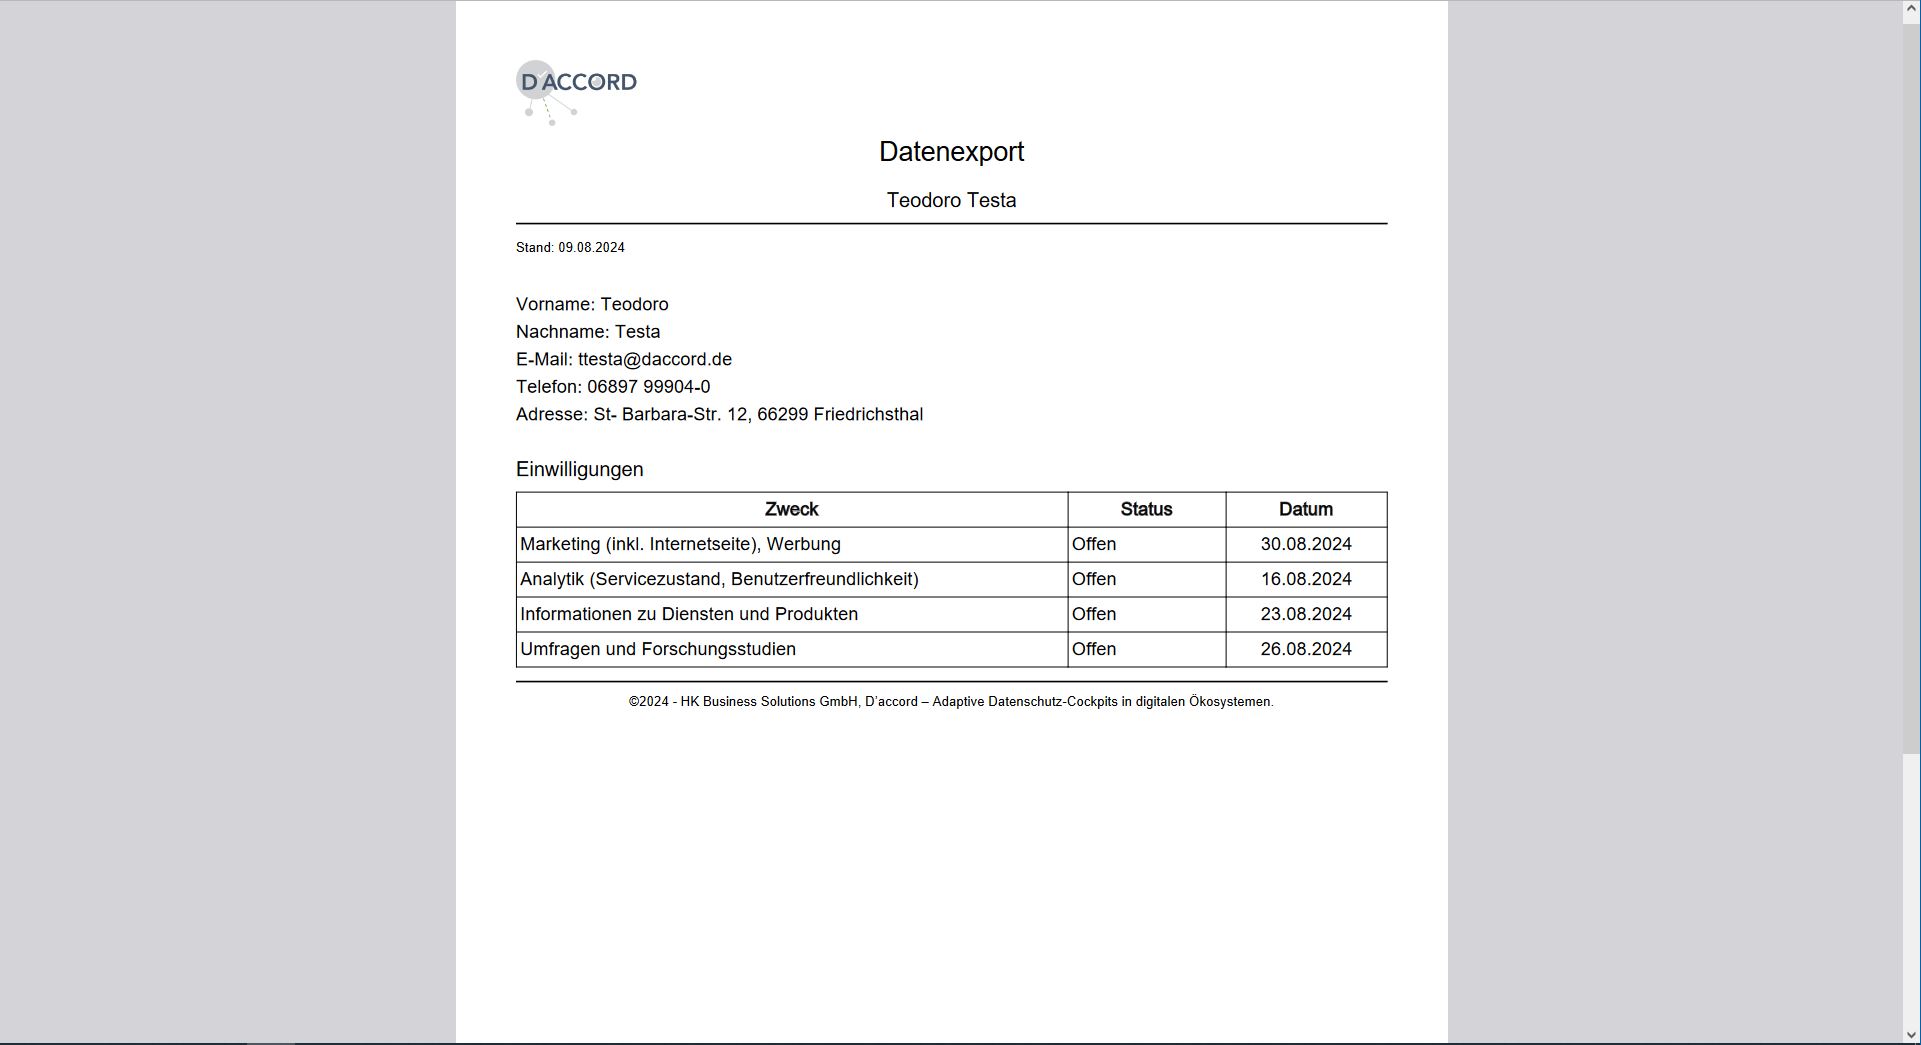 D'ACCORD
Datenexport
Teodoro Testa
Stand: 09.08.2024
Vorname: Teodoro
Nachname: Testa
E-Mail: ttesta@daccord.de
Telefon: 06897 99904-0
Adresse: St- Barbara-Str. 12, 66299 Friedrichsthal
Einwilligungen
Zweck Status Datum
Marketing (inkl. Internetseite), Werbung Offen 30.08.2024
Analytik (Servicezustand, Benutzerfreundlichkeit) Offen 16.08.2024
Informationen zu Diensten und Produkten Offen 23.08.2024
Umfragen und Forschungsstudien Offen 26.08.2024
©2024 - HK Business Solutions GmbH, D’accord – Adaptive Datenschutz-Cockpits in digitalen Ökosystemen.